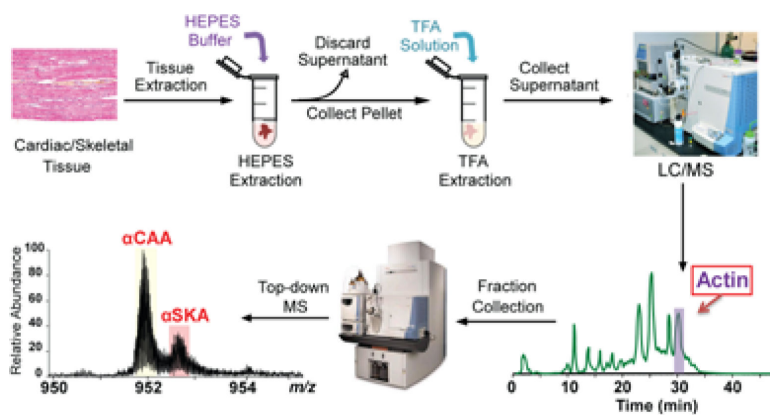 HEPES
Buffer
Discard
Supernatant
TFA
Solution
Tissue
Extraction
Collect
Supernatant
Collect Pellet
Cardiac/Skeletal
Tissue
HEPES
Extraction
TFA
Extraction
LC/MS
αCAA
αSKA
Relative Abundance
100
80
60
40
20
0
950
952
954
m/z
Top-down
MS
Fraction
Collection
Actin
0
10
20
30
40
Time (min)